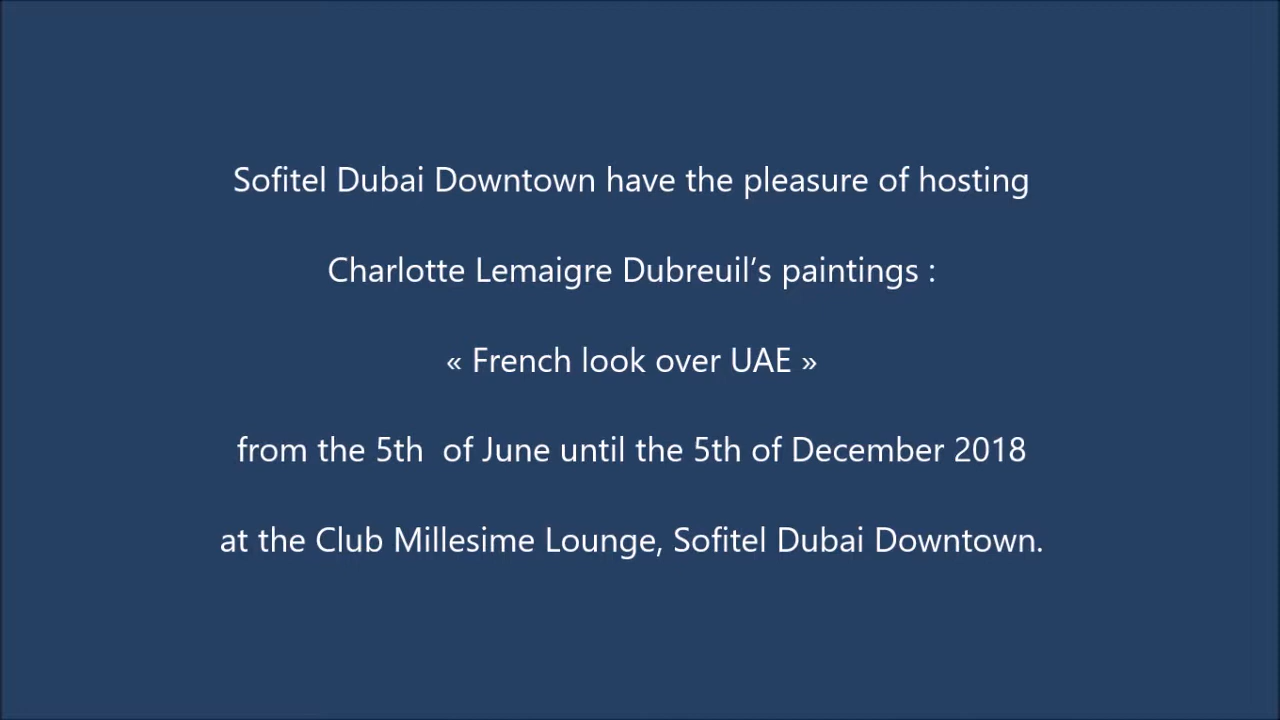 Sofitel Dubai Downtown have the pleasure of hosting
Charlotte Lemaigre Dubreuil’s paintings :
« French look over UAE »
from the 5th  of June until the 5th of December 2018
at the Club Millesime Lounge, Sofitel Dubai Downtown.